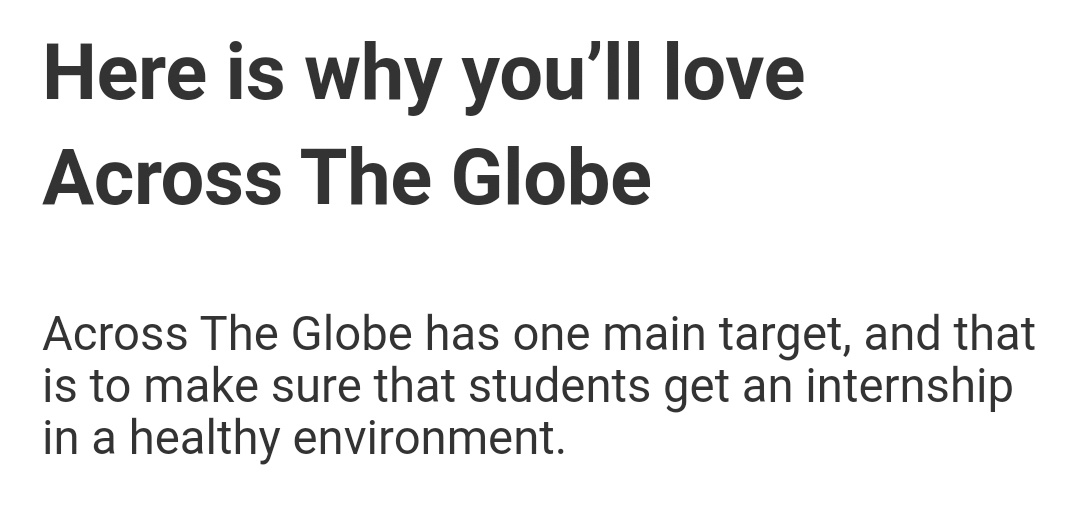 Here is why you’ll love
Across The Globe
Across The Globe has one main target, and that
is to make sure that students get an internship
in a healthy environment.